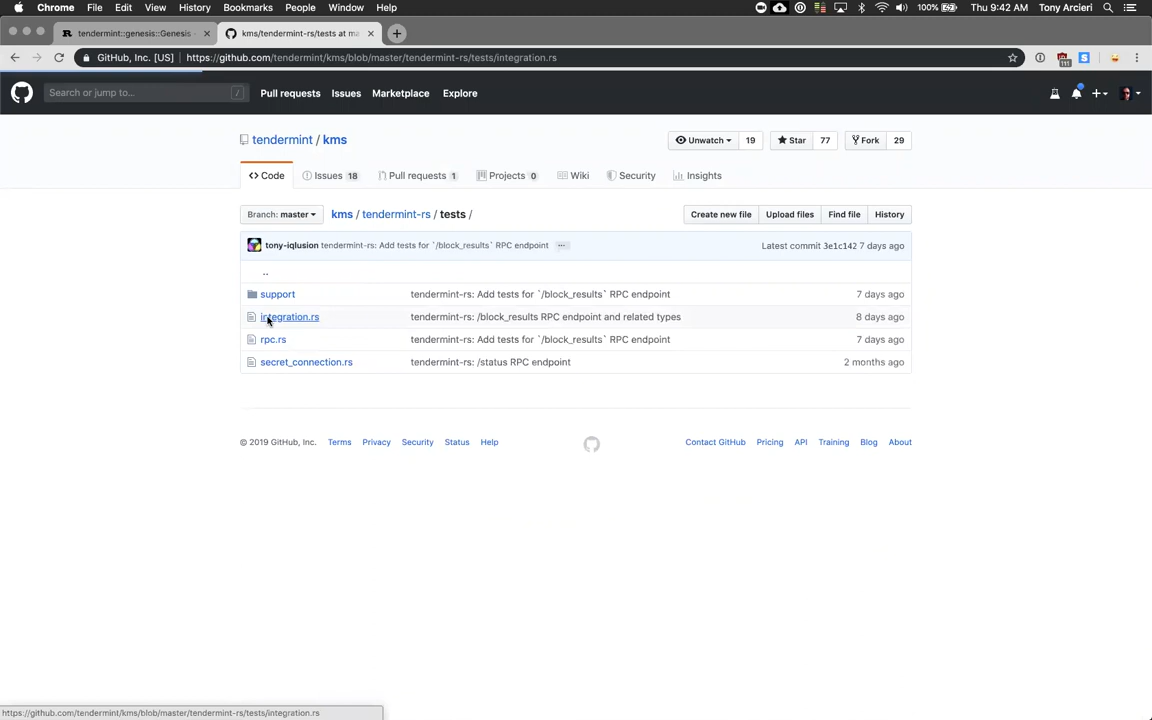 Chrome File Edit View History Bookmarks People Window Help 100% Thu 9:42 AM Tony Arcieri
tendermint::genesis::Genesis - kms/tendermint-rs/tests at ma
GitHub, Inc. [US] https://github.com/tendermint/kms/blob/master/tendermint-rs/tests/integration.rs
Search or jump to... / Pull requests Issues Marketplace Explore
tendermint / kms Unwatch 19 Star 77 Fork 29
Code Issues 18 Pull requests 1 Projects 0 Wiki Security Insights
Branch: master kms / tendermint-rs / tests / Create new file Upload files Find file History
tony-iqlusion tendermint-rs: Add tests for `/block_results` RPC endpoint ... Latest commit 3e1c142 7 days ago
..
support tendermint-rs: Add tests for `/block_results` RPC endpoint 7 days ago
integration.rs tendermint-rs: /block_results RPC endpoint and related types 8 days ago
rpc.rs tendermint-rs: Add tests for `/block_results` RPC endpoint 7 days ago
secret_connection.rs tendermint-rs: /status RPC endpoint 2 months ago
© 2019 GitHub, Inc. Terms Privacy Security Status Help Contact GitHub Pricing API Training Blog About
https://github.com/tendermint/kms/blob/master/tendermint-rs/tests/integration.rs